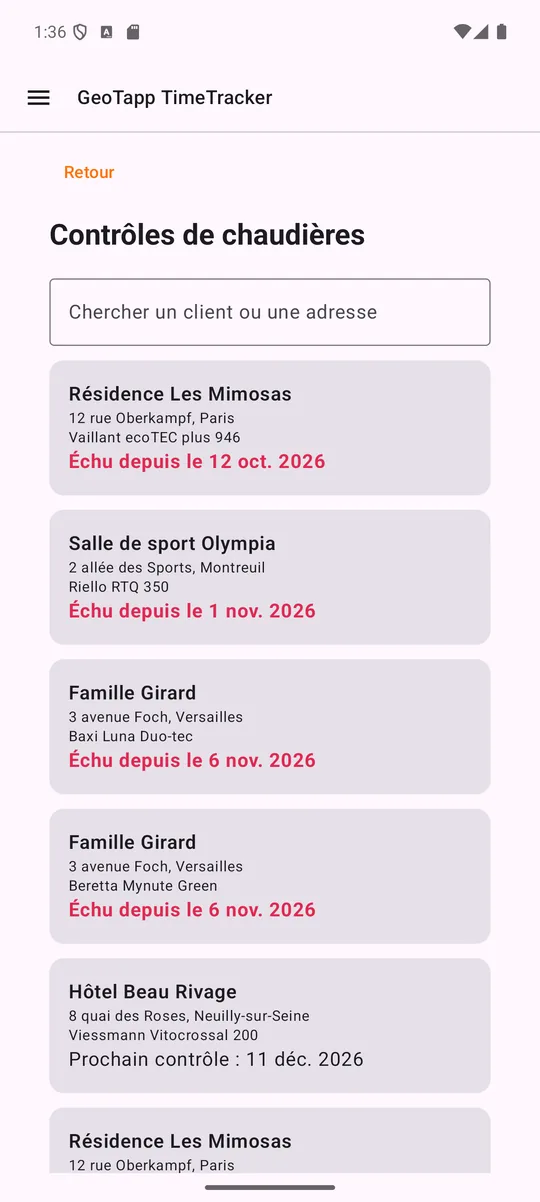 1:36
GeoTapp TimeTracker
Retour
Contrôles de chaudières
Chercher un client ou une adresse
Résidence Les Mimosas
12 rue Oberkampf, Paris
Vaillant ecoTEC plus 946
Échu depuis le 12 oct. 2026
Salle de sport Olympia
2 allée des Sports, Montreuil
Riello RTQ 350
Échu depuis le 1 nov. 2026
Famille Girard
3 avenue Foch, Versailles
Baxi Luna Duo-tec
Échu depuis le 6 nov. 2026
Famille Girard
3 avenue Foch, Versailles
Beretta Mynute Green
Échu depuis le 6 nov. 2026
Hôtel Beau Rivage
8 quai des Roses, Neuilly-sur-Seine
Viessmann Vitocrossal 200
Prochain contrôle : 11 déc. 2026
Résidence Les Mimosas
12 rue Oberkampf, Paris